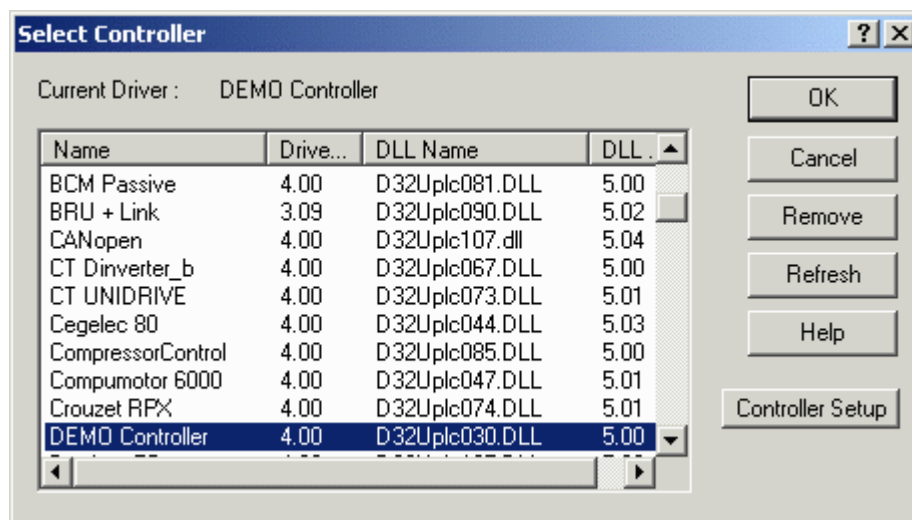 Select Controller
Current Driver : DEMO Controller
OK
Cancel
Remove
Refresh
Help
Controller Setup
Name Drive... DLL Name DLL .
BCM Passive 4.00 D32Uplc081.DLL 5.00
BRU + Link 3.09 D32Uplc090.DLL 5.02
CANopen 4.00 D32Uplc107.dll 5.04
CT Dinverter_b 4.00 D32Uplc067.DLL 5.00
CT UNIDRIVE 4.00 D32Uplc073.DLL 5.01
Cegelec 80 4.00 D32Uplc044.DLL 5.03
CompressorControl 4.00 D32Uplc085.DLL 5.00
Compumotor 6000 4.00 D32Uplc047.DLL 5.01
Crouzet RPX 4.00 D32Uplc074.DLL 5.01
DEMO Controller 4.00 D32Uplc030.DLL 5.00